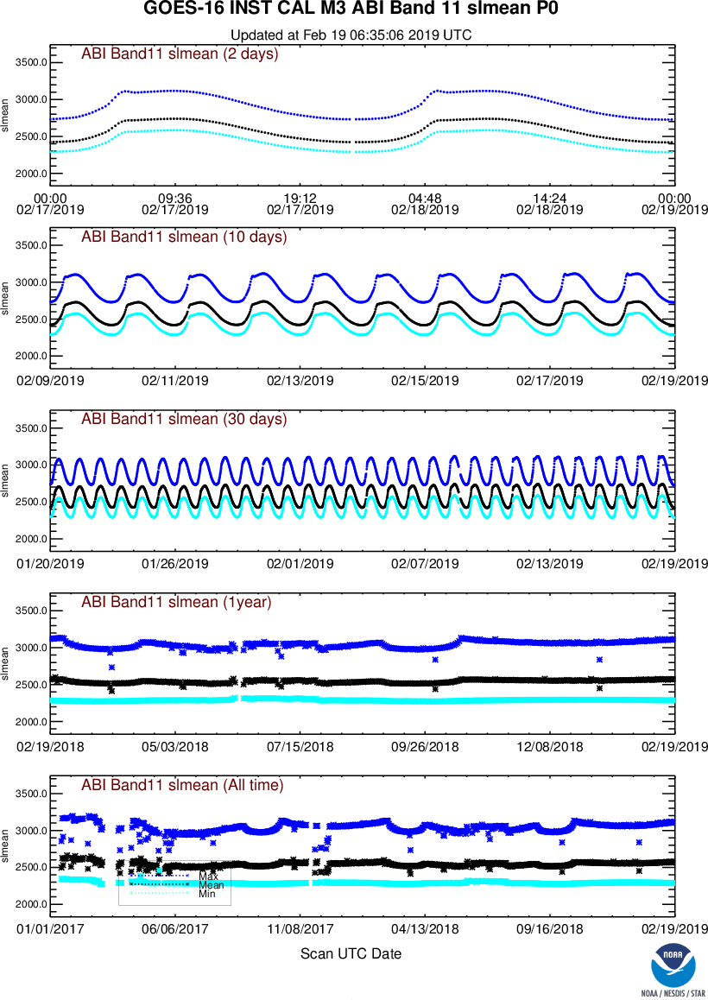 GOES-16 INST CAL M3 ABI Band 11 slmean P0
Updated at Feb 19 06:35:06 2019 UTC
ABI Band11 slmean (2 days)
3500.0
3000.0
2500.0
2000.0
slmean
00:00 09:36 19:12 04:48 14:24 00:00
02/17/2019 02/17/2019 02/17/2019 02/18/2019 02/18/2019 02/19/2019
ABI Band11 slmean (10 days)
3500.0
3000.0
2500.0
2000.0
slmean
02/09/2019 02/11/2019 02/13/2019 02/15/2019 02/17/2019 02/19/2019
ABI Band11 slmean (30 days)
3500.0
3000.0
2500.0
2000.0
slmean
01/20/2019 01/26/2019 02/01/2019 02/07/2019 02/13/2019 02/19/2019
ABI Band11 slmean (1year)
3500.0
3000.0
2500.0
2000.0
slmean
02/19/2018 05/03/2018 07/15/2018 09/26/2018 12/08/2018 02/19/2019
ABI Band11 slmean (All time)
3500.0
3000.0
2500.0
2000.0
slmean
Max
Mean
Min
01/01/2017 06/06/2017 11/08/2017 04/13/2018 09/16/2018 02/19/2019
Scan UTC Date
NOAA
NOAA / NESDIS / STAR